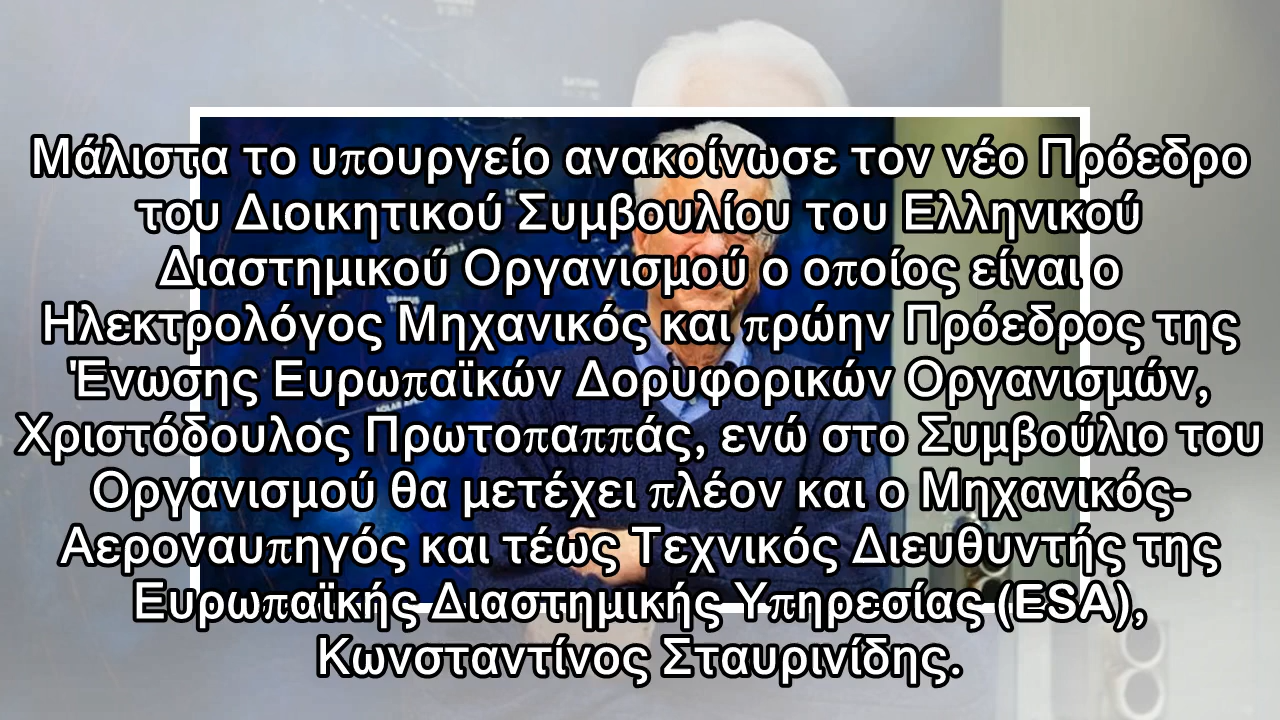 Μάλιστα το υπουργείο ανακοίνωσε τον νέο Πρόεδρο
του Διοικητικού Συμβουλίου του Ελληνικού
Διαστημικού Οργανισμού ο οποίος είναι ο
Ηλεκτρολόγος Μηχανικός και πρώην Πρόεδρος της
Ένωσης Ευρωπαϊκών Δορυφορικών Οργανισμών,
Χριστόδουλος Πρωτοπαππάς, ενώ στο Συμβούλιο του
Οργανισμού θα μετέχει πλέον και ο Μηχανικός-
Αεροναυπηγός και τέως Τεχνικός Διευθυντής της
Ευρωπαϊκής Διαστημικής Υπηρεσίας (ESA),
Κωνσταντίνος Σταυρινίδης.